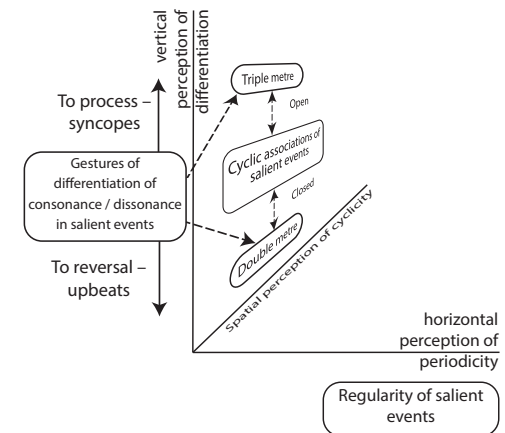 vertical
perception of
differentiation
To process –
syncopes
Gestures of
differentiation of
consonance / dissonance
in salient events
To reversal –
upbeats
Triple metre
Open
Cyclic associations of
salient events
Closed
Double metre
Spatial perception of cyclicity
horizontal
perception of
periodicity
Regularity of salient
events